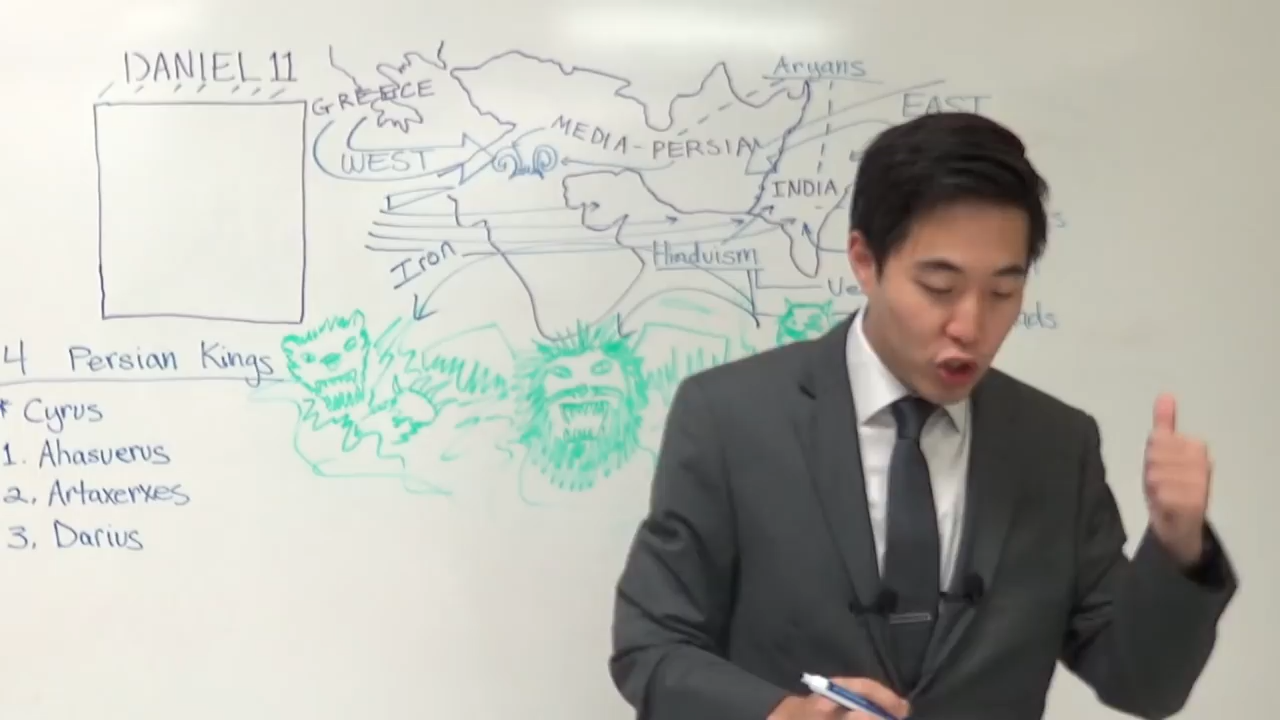 DANIEL 11
GREECE
WEST
MEDIA-PERSIA
Aryans
EAST
INDIA
Iron
Hinduism
4 Persian Kings
* Cyrus
1. Ahasuerus
2. Artaxerxes
3. Darius